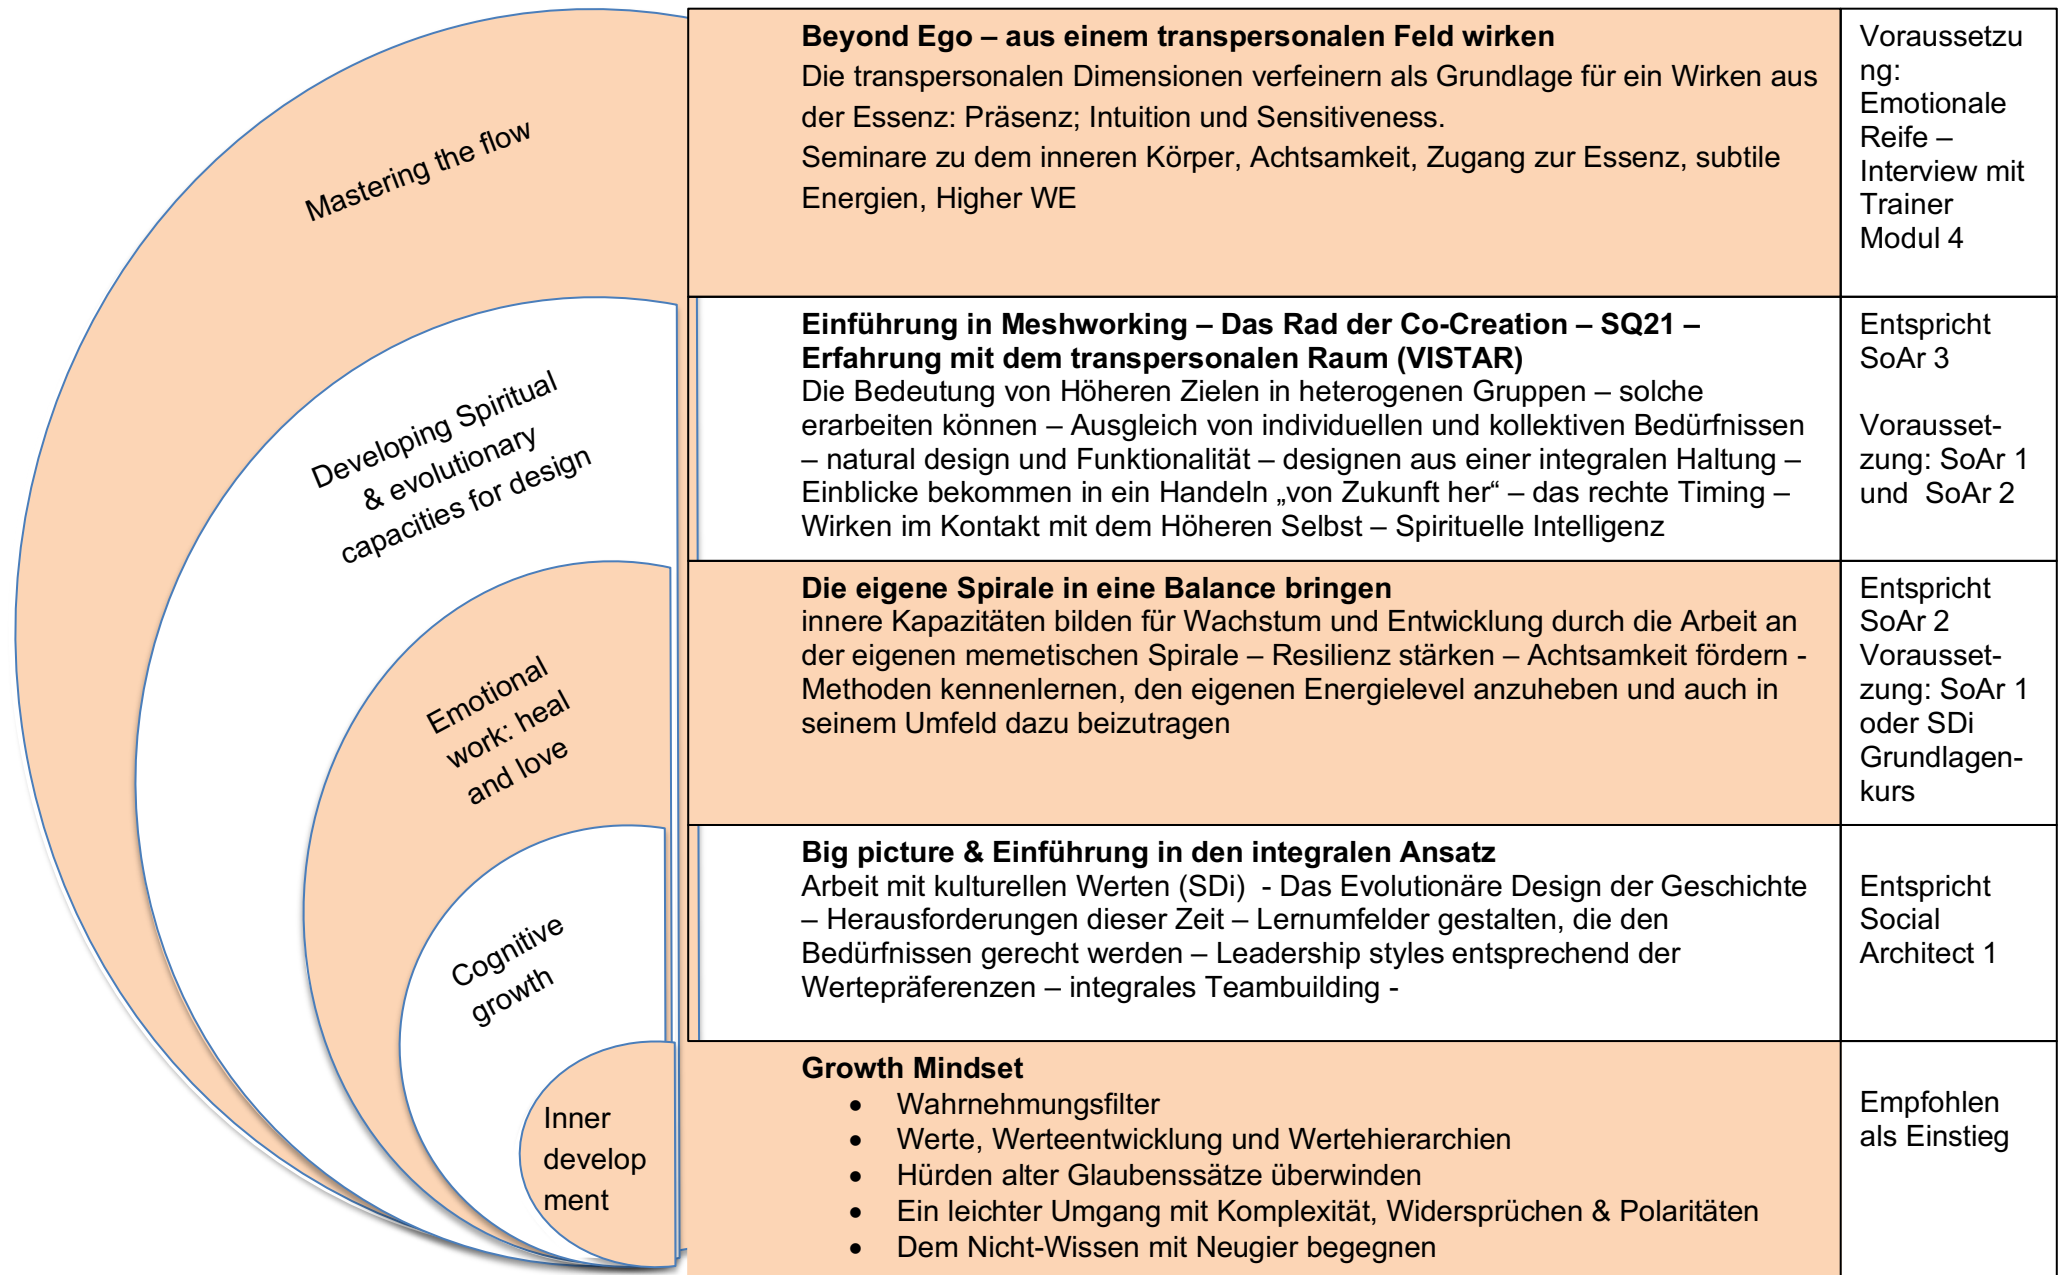 Mastering the flow
Beyond Ego – aus einem transpersonalen Feld wirken
Die transpersonalen Dimensionen verfeinern als Grundlage für ein Wirken aus
der Essenz: Präsenz; Intuition und Sensitiveness.
Seminare zu dem inneren Körper, Achtsamkeit, Zugang zur Essenz, subtile
Energien, Higher WE
Voraussetzu
ng:
Emotionale
Reife –
Interview mit
Trainer
Modul 4
Developing Spiritual
& evolutionary
capacities for design
Einführung in Meshworking – Das Rad der Co-Creation – SQ21 –
Erfahrung mit dem transpersonalen Raum (VISTAR)
Die Bedeutung von Höheren Zielen in heterogenen Gruppen – solche
erarbeiten können – Ausgleich von individuellen und kollektiven Bedürfnissen
– natural design und Funktionalität – designen aus einer integralen Haltung –
Einblicke bekommen in ein Handeln „von Zukunft her“ – das rechte Timing –
Wirken im Kontakt mit dem Höheren Selbst – Spirituelle Intelligenz
Entspricht
SoAr 3
Vorausset-
zung: SoAr 1
und SoAr 2
Emotional
work: heal
and love
Die eigene Spirale in eine Balance bringen
innere Kapazitäten bilden für Wachstum und Entwicklung durch die Arbeit an
der eigenen memetischen Spirale – Resilienz stärken – Achtsamkeit fördern -
Methoden kennenlernen, den eigenen Energielevel anzuheben und auch in
seinem Umfeld dazu beizutragen
Entspricht
SoAr 2
Vorausset-
zung: SoAr 1
oder SDi
Grundlagen-
kurs
Cognitive
growth
Big picture & Einführung in den integralen Ansatz
Arbeit mit kulturellen Werten (SDi) - Das Evolutionäre Design der Geschichte
– Herausforderungen dieser Zeit – Lernumfelder gestalten, die den
Bedürfnissen gerecht werden – Leadership styles entsprechend der
Wertepräferenzen – integrales Teambuilding -
Entspricht
Social
Architect 1
Inner
develop
ment
Growth Mindset
• Wahrnehmungsfilter
• Werte, Werteentwicklung und Wertehierarchien
• Hürden alter Glaubenssätze überwinden
• Ein leichter Umgang mit Komplexität, Widersprüchen & Polaritäten
• Dem Nicht-Wissen mit Neugier begegnen
Empfohlen
als Einstieg